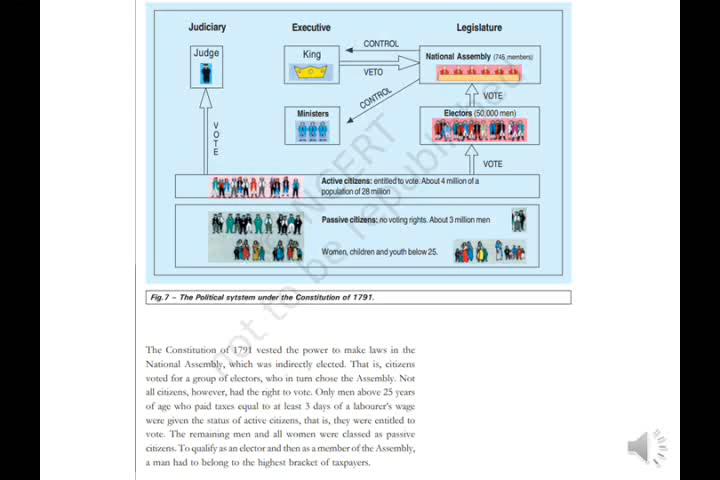 Judiciary Executive Legislature
Judge
King
CONTROL
National Assembly (745 members)
VETO
CONTROL
VOTE
Ministers
Electors (50,000 men)
VOTE
VOTE
Active citizens: entitled to vote. About 4 million of a
population of 28 million
Passive citizens: no voting rights. About 3 million men
Women, children and youth below 25.
Fig.7 – The Political sytstem under the Constitution of 1791.
The Constitution of 1791 vested the power to make laws in the
National Assembly, which was indirectly elected. That is, citizens
voted for a group of electors, who in turn chose the Assembly. Not
all citizens, however, had the right to vote. Only men above 25 years
of age who paid taxes equal to at least 3 days of a labourer's wage
were given the status of active citizens, that is, they were entitled to
vote. The remaining men and all women were classed as passive
citizens. To qualify as an elector and then as a member of the Assembly,
a man had to belong to the highest bracket of taxpayers.
NCERT
not to be republished